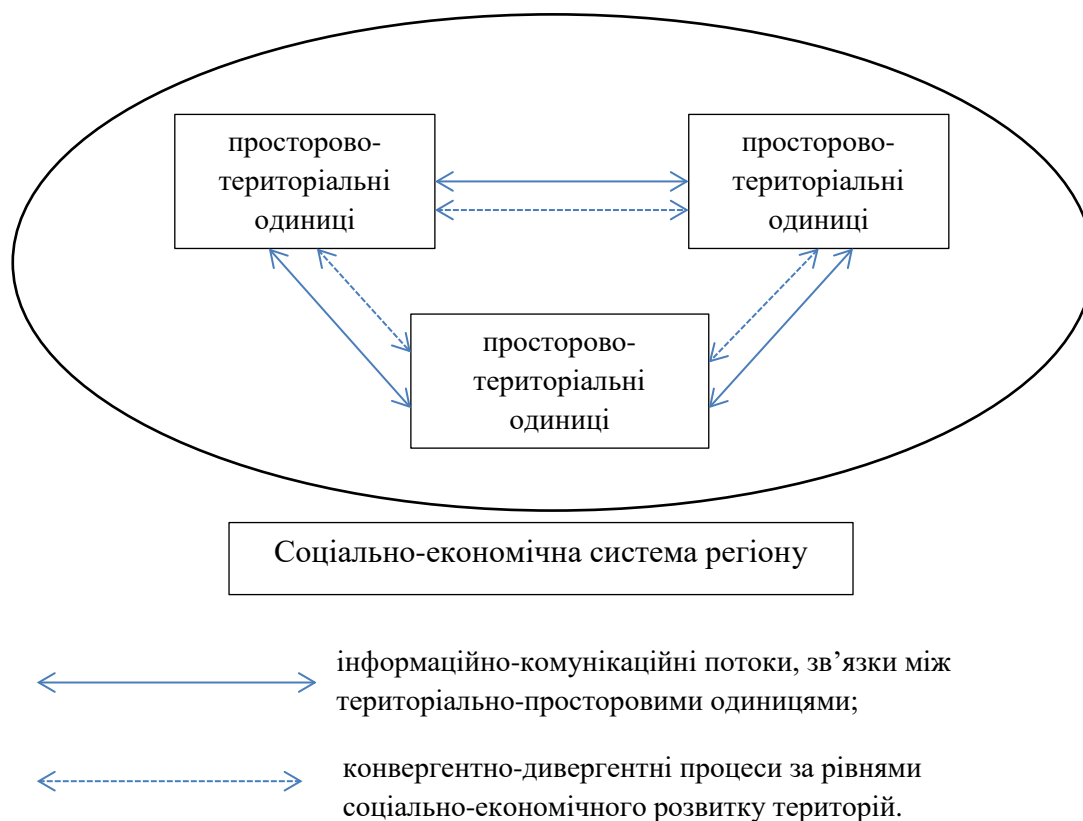 просторово-
територіальні
одиниці
просторово-
територіальні
одиниці
просторово-
територіальні
одиниці
Соціально-економічна система регіону
інформаційно-комунікаційні потоки, зв’язки між
територіально-просторовими одиницями;
конвергентно-дивергентні процеси за рівнями
соціально-економічного розвитку територій.